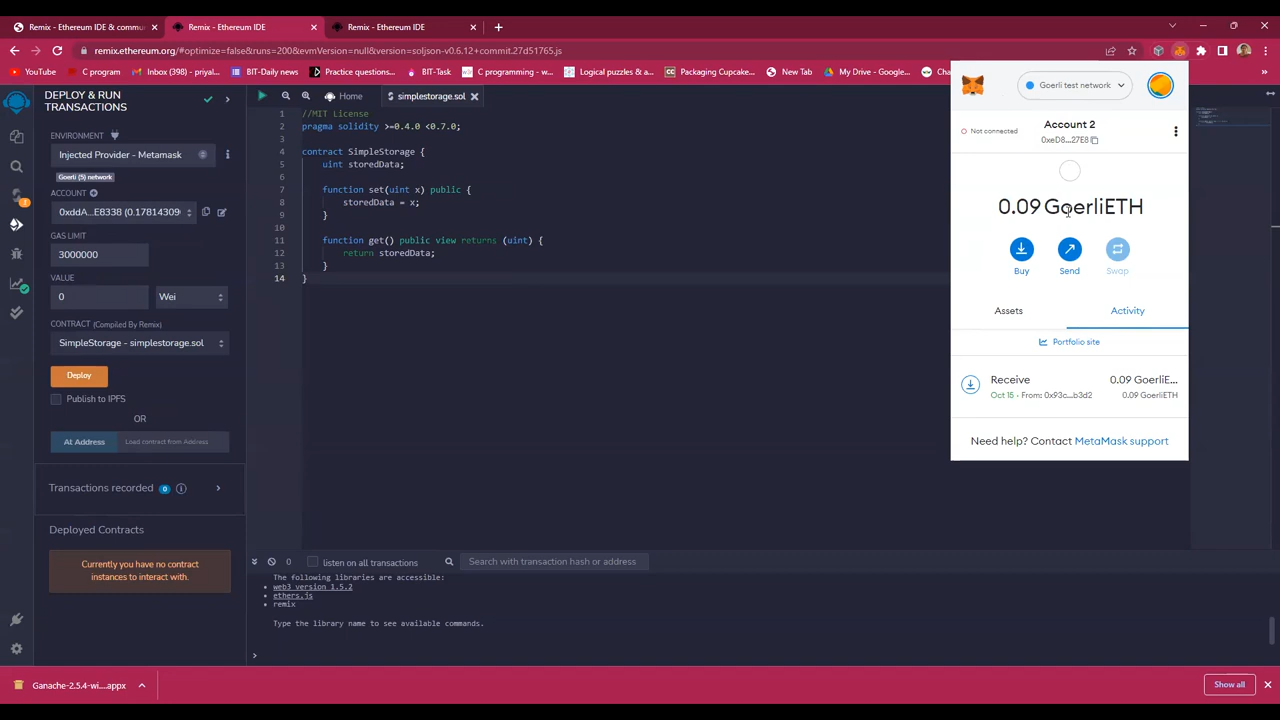 Remix - Ethereum IDE & commu
Remix - Ethereum IDE
Remix - Ethereum IDE
remix.ethereum.org/#optimize=false&runs=200&evmVersion=null&version=soljson-v0.6.12+commit.27d51765.js
YouTube
C program
Inbox (398) - priyal...
BIT-Daily news
Practice questions...
BIT-Task
C programming - w...
Logical puzzles & a...
Packaging Cupcake...
New Tab
My Drive - Google...
Cha
DEPLOY & RUN
TRANSACTIONS
ENVIRONMENT
Injected Provider - Metamask
Goerli (5) network
ACCOUNT
0xddA...E8338 (0.17814309
GAS LIMIT
3000000
VALUE
0
Wei
CONTRACT (Compiled By Remix)
SimpleStorage - simplestorage.sol
Deploy
Publish to IPFS
OR
At Address
Load contract from Address
Transactions recorded 0
Deployed Contracts
Currently you have no contract
instances to interact with.
Home
simplestorage.sol
1 //MIT License
2 pragma solidity >=0.4.0 <0.7.0;
3
4 contract SimpleStorage {
5 uint storedData;
6
7 function set(uint x) public {
8 storedData = x;
9 }
10
11 function get() public view returns (uint) {
12 return storedData;
13 }
14 }
0
listen on all transactions
Search with transaction hash or address
The following libraries are accessible:
web3 version 1.5.2
ethers.js
remix
Type the library name to see available commands.
>
Goerli test network
Not connected
Account 2
0xeD8...27E8
0.09 GoerliETH
Buy
Send
Swap
Assets
Activity
Portfolio site
Receive
0.09 GoerliE...
Oct 15 · From: 0x93c...b3d2
0.09 GoerliETH
Need help? Contact MetaMask support
Ganache-2.5.4-wi....appx
Show all